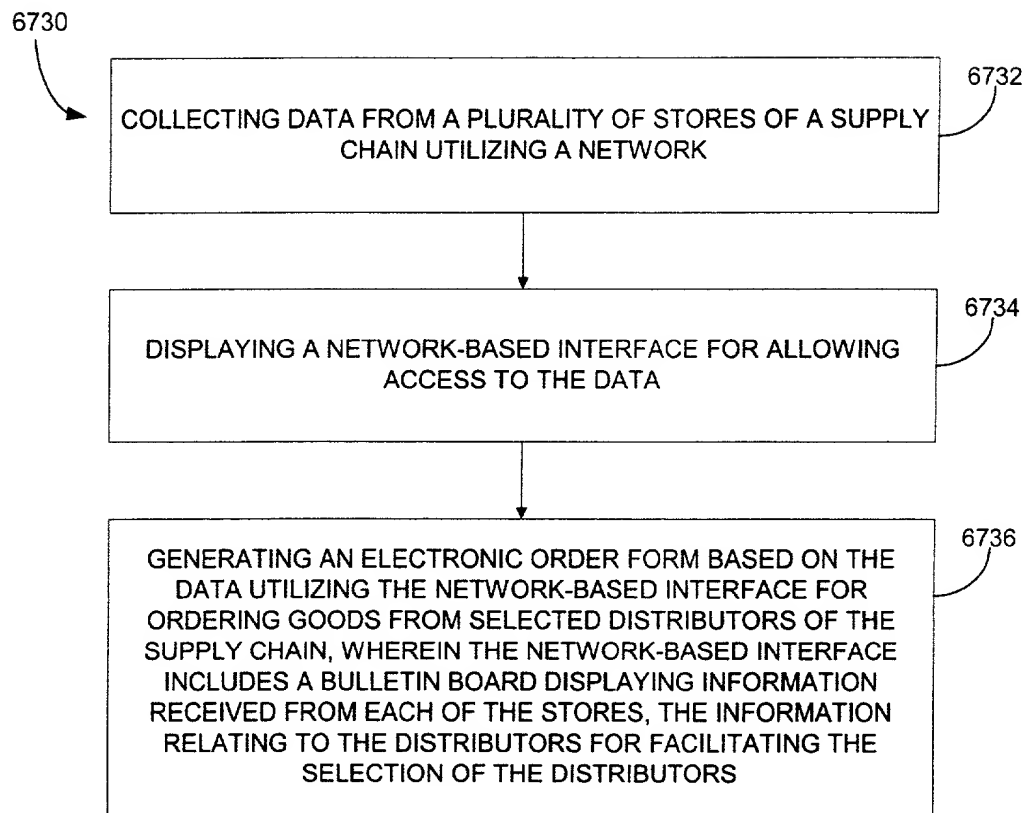 6730
6732
COLLECTING DATA FROM A PLURALITY OF STORES OF A SUPPLY
CHAIN UTILIZING A NETWORK
6734
DISPLAYING A NETWORK-BASED INTERFACE FOR ALLOWING
ACCESS TO THE DATA
6736
GENERATING AN ELECTRONIC ORDER FORM BASED ON THE
DATA UTILIZING THE NETWORK-BASED INTERFACE FOR
ORDERING GOODS FROM SELECTED DISTRIBUTORS OF THE
SUPPLY CHAIN, WHEREIN THE NETWORK-BASED INTERFACE
INCLUDES A BULLETIN BOARD DISPLAYING INFORMATION
RECEIVED FROM EACH OF THE STORES, THE INFORMATION
RELATING TO THE DISTRIBUTORS FOR FACILITATING THE
SELECTION OF THE DISTRIBUTORS